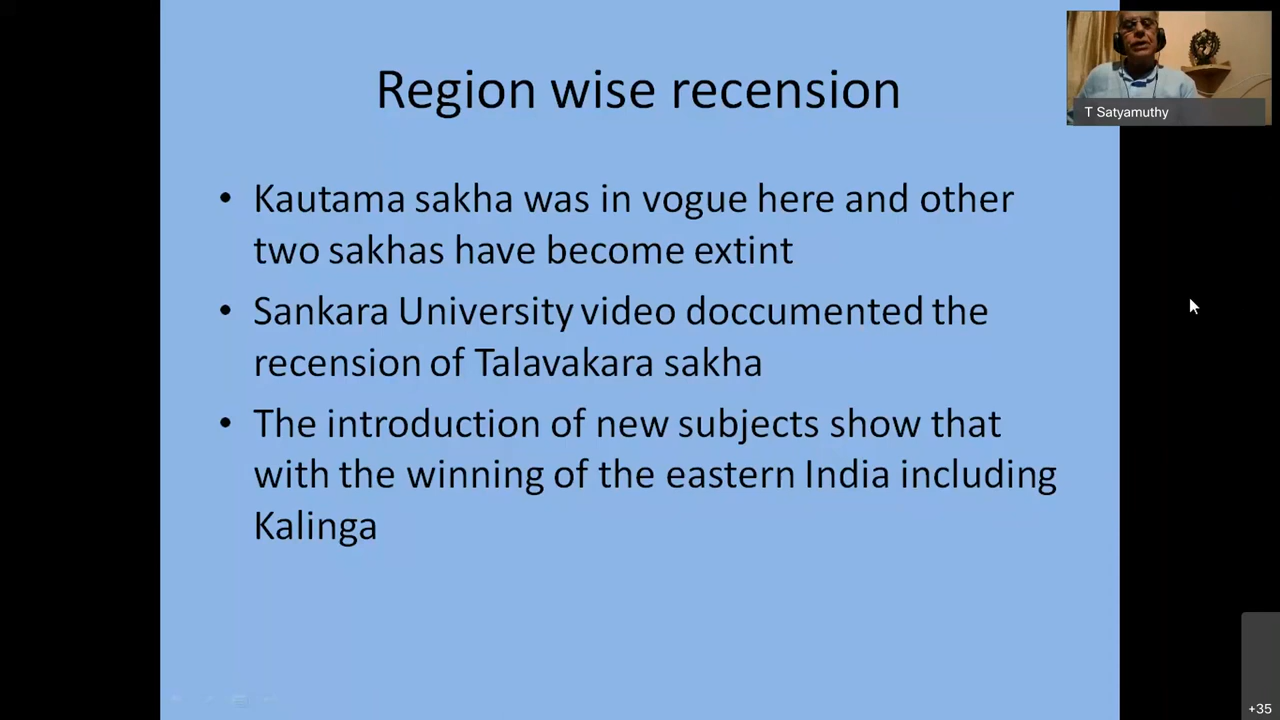 Region wise recension
T Satyamuthy
• Kautama sakha was in vogue here and other
two sakhas have become extint
• Sankara University video doccumented the
recension of Talavakara sakha
• The introduction of new subjects show that
with the winning of the eastern India including
Kalinga
+35